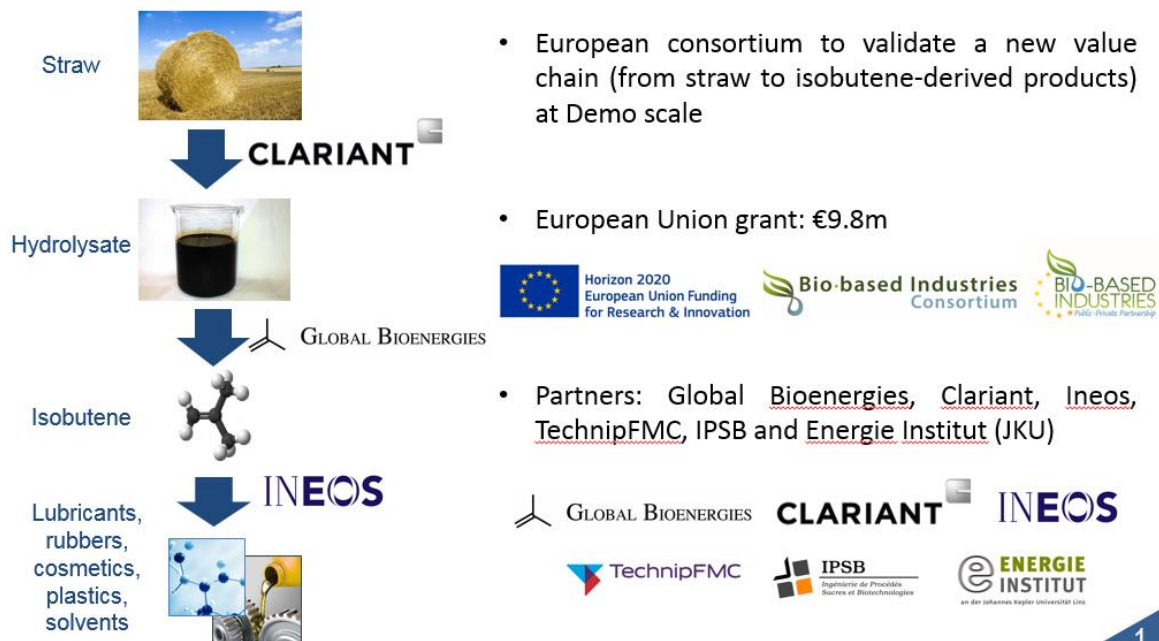 Straw
CLARIANT
Hydrolysate
GLOBAL BIOENERGIES
Isobutene
INEOS
Lubricants,
rubbers,
cosmetics,
plastics,
solvents
• European consortium to validate a new value
chain (from straw to isobutene-derived products)
at Demo scale
• European Union grant: €9.8m
Horizon 2020
European Union Funding
for Research & Innovation
Bio-based Industries
Consortium
BIO-BASED
INDUSTRIES
Public-Private Partnership
• Partners: Global Bioenergies, Clariant, Ineos,
TechnipFMC, IPSB and Energie Institut (JKU)
GLOBAL BIOENERGIES
CLARIANT
INEOS
TechnipFMC
IPSB
Ingénierie de Procédés
Sucres et Biotechnologies
e ENERGIE
INSTITUT
an der Johannes Kepler Universität Linz
1